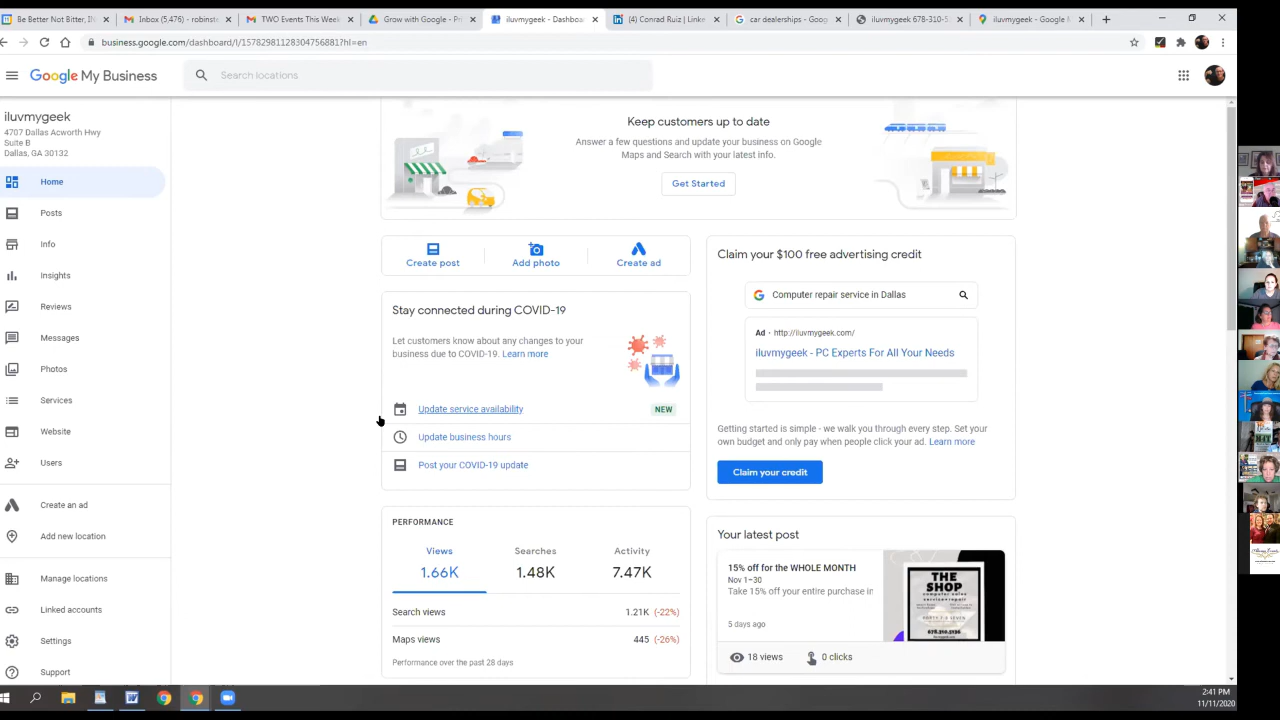 Be Better Not Bitter, IN
Inbox (5,476) - robinste
TWO Events This Week
Grow with Google - Pr
iluvmygeek - Dashboa
(4) Conrad Ruiz | Link
car dealerships - Goog
iluvmygeek 678-310-5
iluvmygeek - Google M
business.google.com/dashboard/l/15782981128304756881?hl=en
Google My Business
Search locations
iluvmygeek
4707 Dallas Acworth Hwy
Suite B
Dallas, GA 30132
Home
Posts
Info
Insights
Reviews
Messages
Photos
Services
Website
Users
Create an ad
Add new location
Manage locations
Linked accounts
Settings
Support
Keep customers up to date
Answer a few questions and update your business on Google
Maps and Search with your latest info.
Get Started
Create post
Add photo
Create ad
Stay connected during COVID-19
Let customers know about any changes to your
business due to COVID-19. Learn more
Update service availability
NEW
Update business hours
Post your COVID-19 update
PERFORMANCE
Views
Searches
Activity
1.66K
1.48K
7.47K
Search views
1.21K (-22%)
Maps views
445 (-26%)
Performance over the past 28 days
Claim your $100 free advertising credit
Computer repair service in Dallas
Ad · http://iluvmygeek.com/
iluvmygeek - PC Experts For All Your Needs
Getting started is simple - we walk you through every step. Set your
own budget and only pay when people click your ad. Learn more
Claim your credit
Your latest post
15% off for the WHOLE MONTH
Nov 1–30
Take 15% off your entire purchase in
5 days ago
THE
SHOP
computer sales
service+repair
678.310.5196
18 views
0 clicks
2:41 PM
11/11/2020